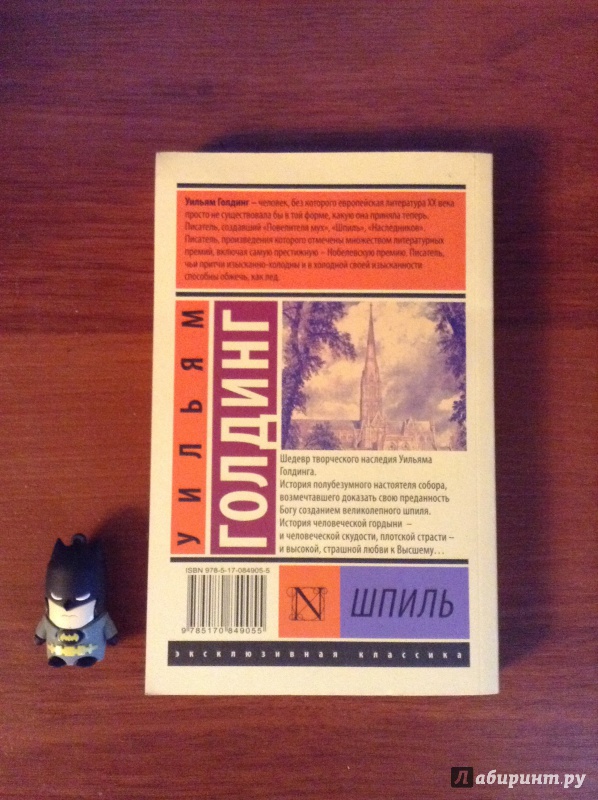 Уильям Голдинг – человек, без которого европейская литература XX века
просто не существовала бы в той форме, какую она приняла теперь.
Писатель, создавший «Повелителя мух», «Шпиль», «Наследников».
Писатель, произведения которого отмечены множеством литературных
премий, включая самую престижную – Нобелевскую премию. Писатель,
чьи притчи изысканно-холодны и в холодной своей изысканности
способны обжечь, как лед.
УИЛЬЯМ
ГОЛДИНГ
Шедевр творческого наследия Уильяма
Голдинга.
История полубезумного настоятеля собора,
возмечтавшего доказать свою преданность
Богу созданием великолепного шпиля.
История человеческой гордыни –
и человеческой скудости, плотской страсти –
и высокой, страшной любви к Высшему…
ISBN 978-5-17-084905-5
9 785170 849055
N
ШПИЛЬ
эксклюзивная классика
Лабиринт.ру